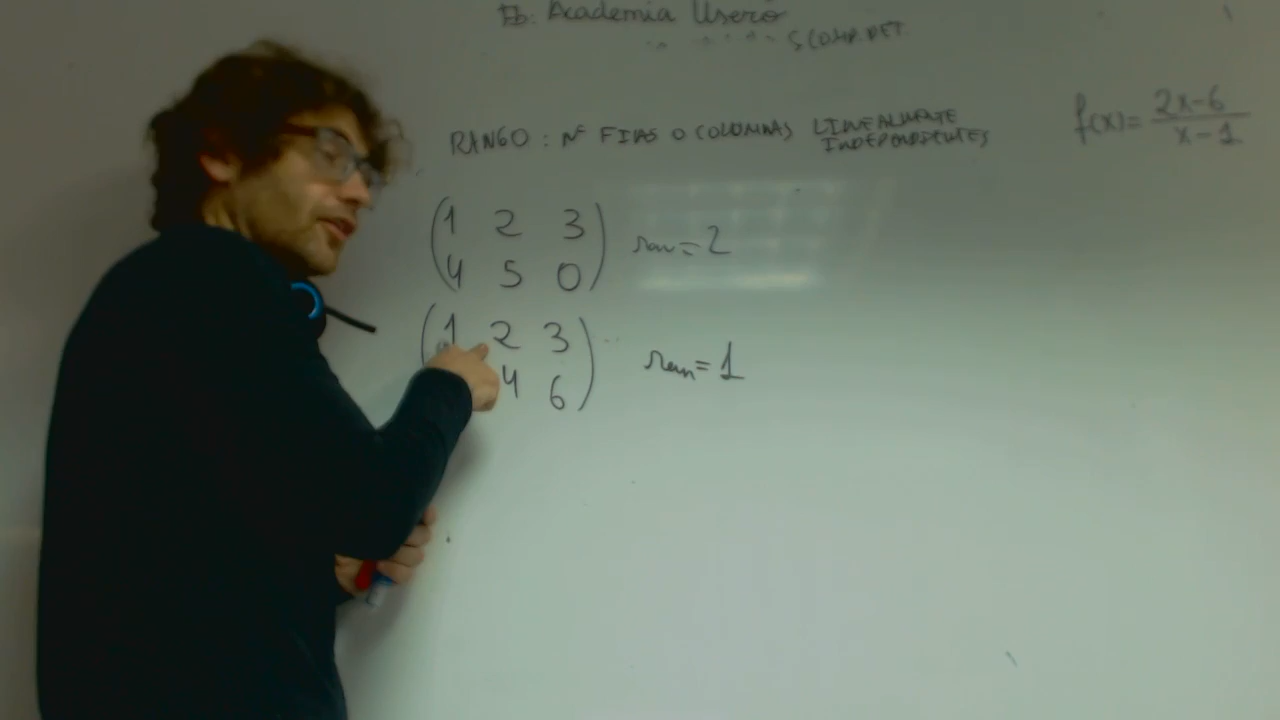 Fb: Academia Usero
RANGO : Nº FILAS O COLUMNAS LINEALMENTE
INDEPENDIENTES
f(x)= 2x-6
x-1
1 2 3
4 5 0
ran=2
1 2 3
4 6
ran=1